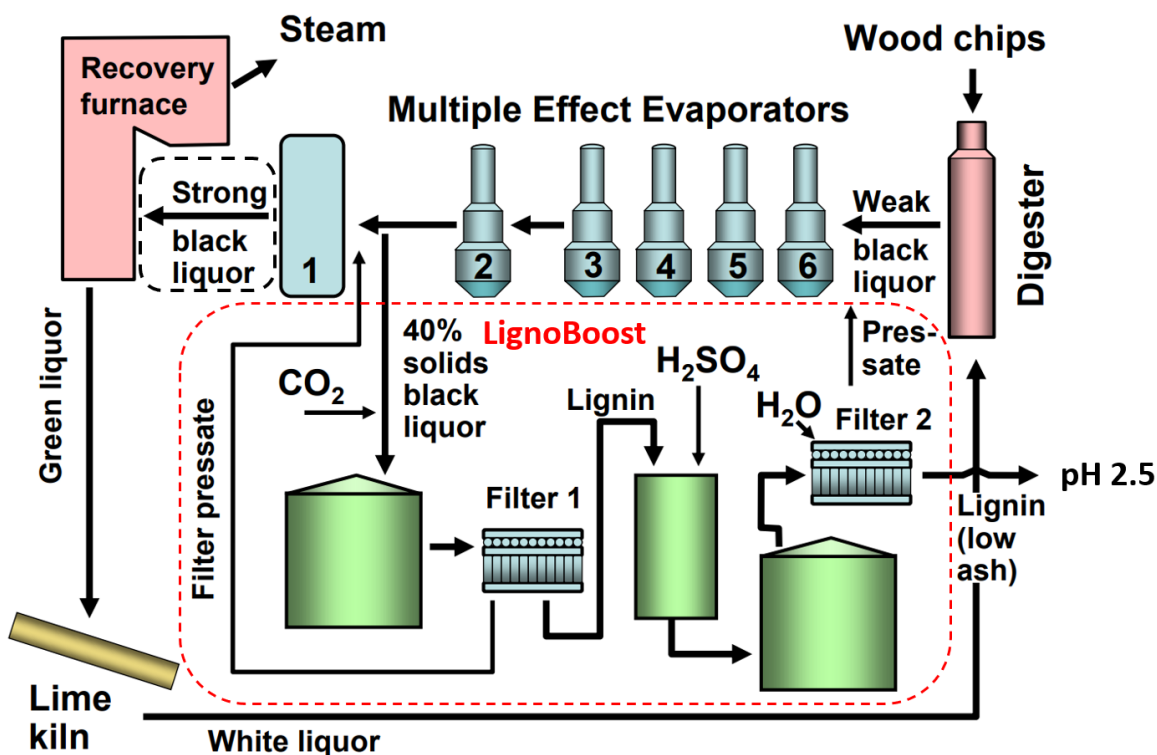 Steam
Wood chips
Recovery
furnace
Multiple Effect Evaporators
Strong
black
liquor
1
2
3
4
5
6
Weak
black
liquor
Digester
LignoBoost
40%
solids
black
liquor
CO2
H2SO4
Pres-
sate
Lignin
H2O
Filter 2
Green liquor
Filter pressate
Filter 1
pH 2.5
Lignin
(low
ash)
Lime
kiln
White liquor